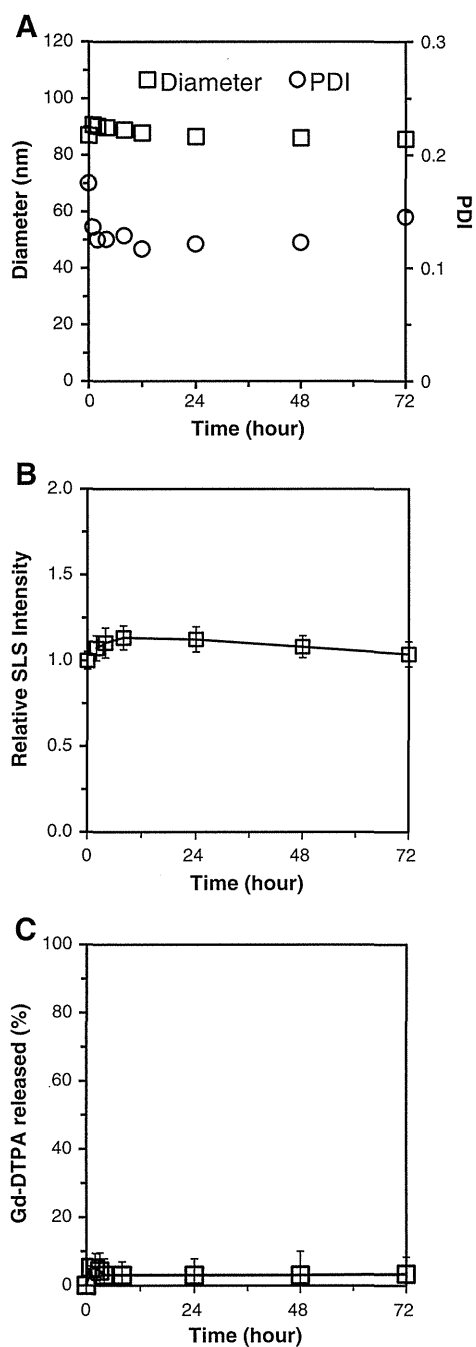 A
120
100
80
60
40
20
0
Diameter (nm)
□ Diameter ○ PDI
0.3
0.2
0.1
0
PDI
0 24 48 72
Time (hour)
B
2.0
1.5
1.0
0.5
0.0
Relative SLS Intensity
0 24 48 72
Time (hour)
C
100
80
60
40
20
0
Gd-DTPA released (%)
0 24 48 72
Time (hour)